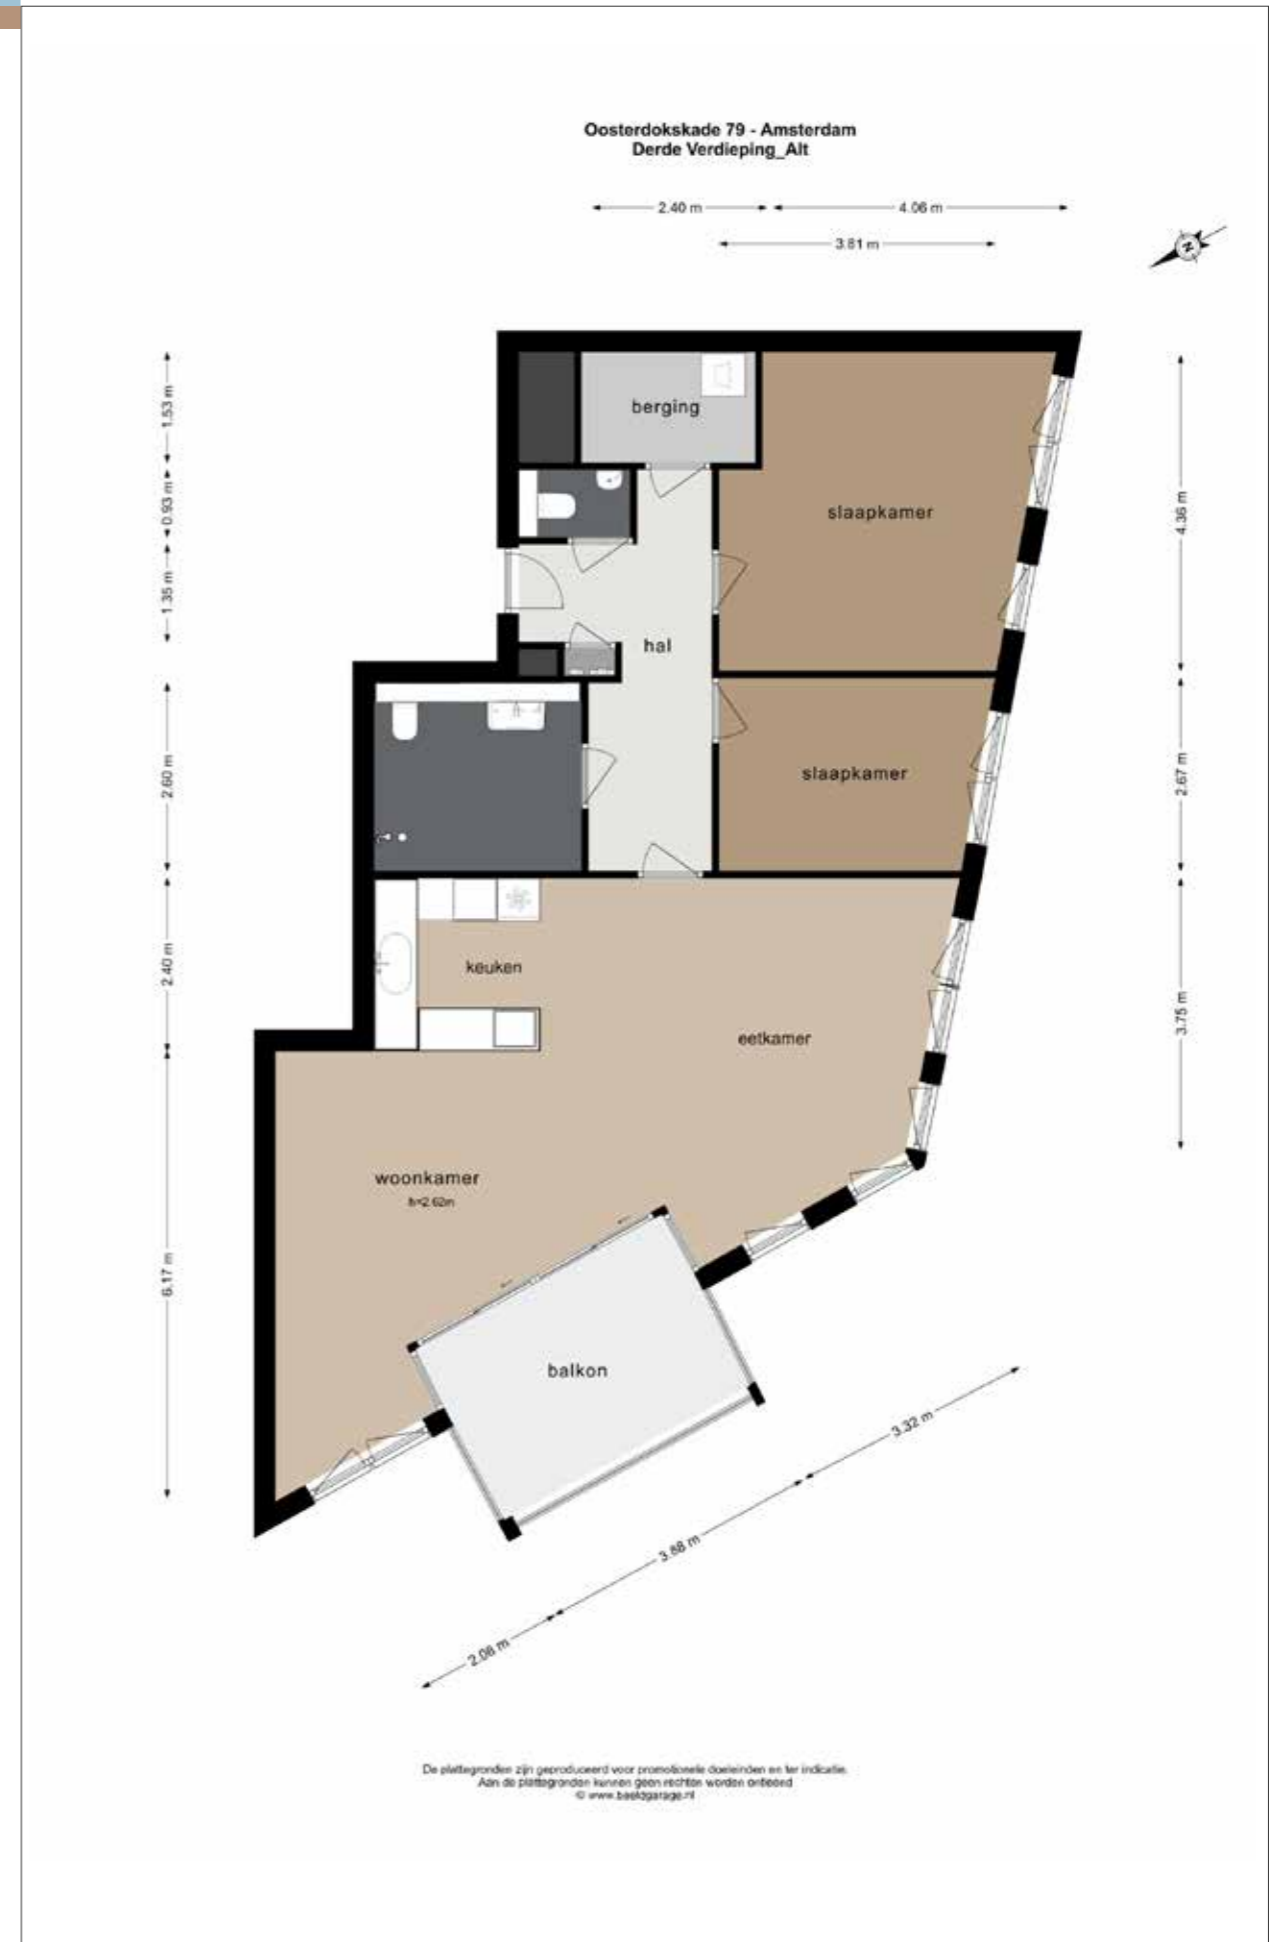 Oosterdokskade 79 - Amsterdam
Derde Verdieping_Alt
2.40 m
4.06 m
3.81 m
N
1.53 m
0.93 m
1.35 m
2.60 m
2.40 m
6.17 m
4.36 m
2.67 m
3.75 m
berging
slaapkamer
hal
slaapkamer
keuken
eetkamer
woonkamer
h=2.62m
balkon
3.32 m
3.68 m
2.08 m
De plattegronden zijn geproduceerd voor promotionele doeleinden en ter indicatie.
Aan de plattegronden kunnen geen rechten worden ontleend
© www.beeldgarage.nl